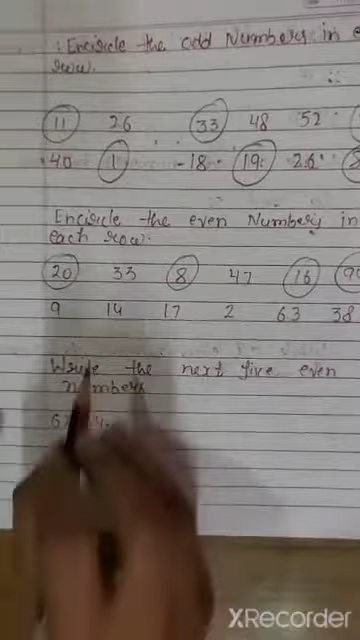 : Encircle the odd Numbers in e
row.
11 26 33 48 52
40 1 18 19 26
Encircle the even Numbers in
each row.
20 33 8 47 16
9 14 17 2 63 38
Write the next five even
numbers
XRecorder